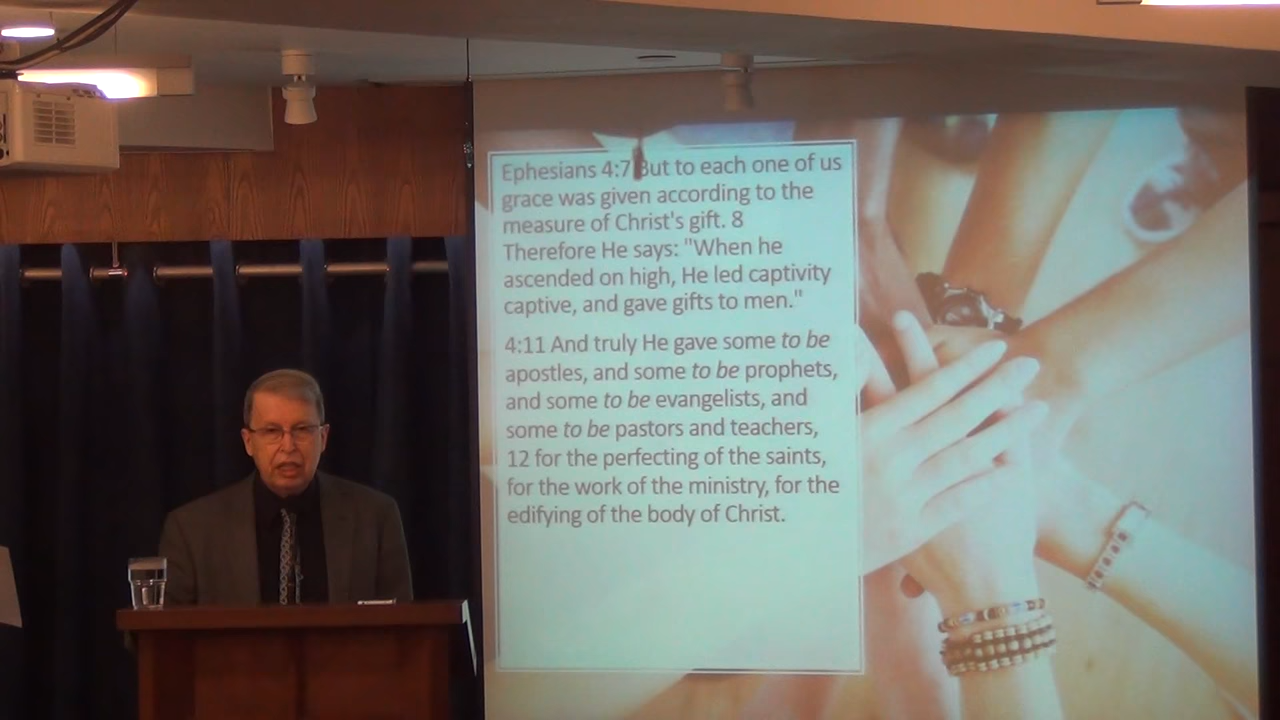 Ephesians 4:7 But to each one of us
grace was given according to the
measure of Christ's gift. 8
Therefore He says: "When he
ascended on high, He led captivity
captive, and gave gifts to men."
4:11 And truly He gave some to be
apostles, and some to be prophets,
and some to be evangelists, and
some to be pastors and teachers,
12 for the perfecting of the saints,
for the work of the ministry, for the
edifying of the body of Christ.